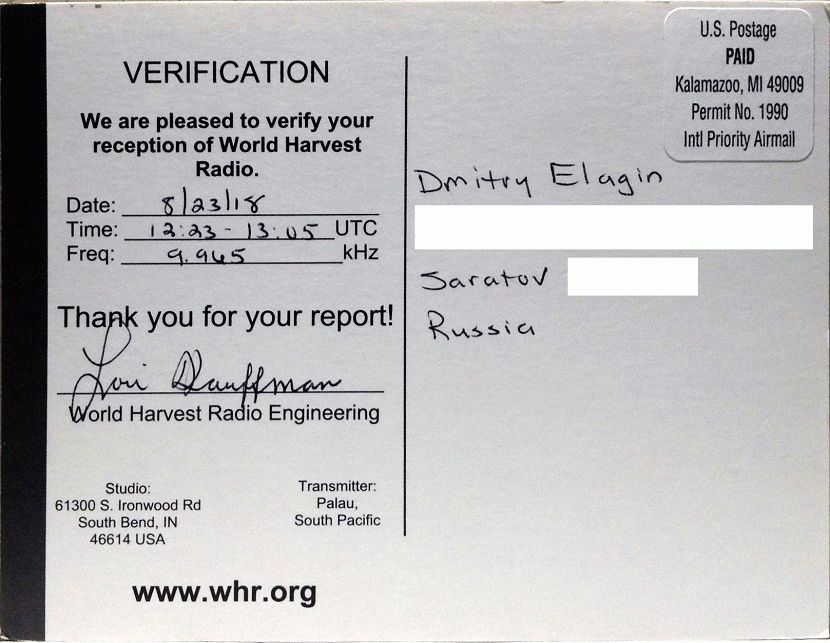 VERIFICATION
We are pleased to verify your
reception of World Harvest
Radio.
Date: 8/23/18
Time: 12:23 - 13:05 UTC
Freq: 9.965 kHz
Thank you for your report!
Lori Kauffman
World Harvest Radio Engineering
Studio:
61300 S. Ironwood Rd
South Bend, IN
46614 USA
Transmitter:
Palau,
South Pacific
www.whr.org
U.S. Postage
PAID
Kalamazoo, MI 49009
Permit No. 1990
Intl Priority Airmail
Dmitry Elagin
Saratov
Russia